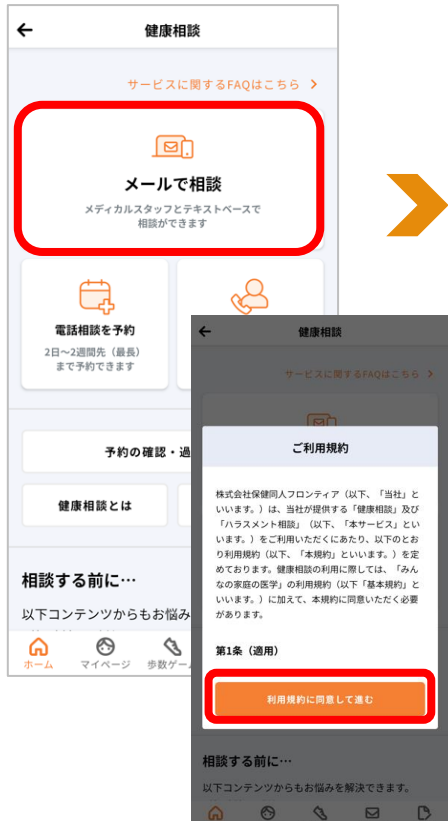 健康相談
サービスに関するFAQはこちら
メールで相談
メディカルスタッフとテキストベースで
相談ができます
電話相談を予約
2日～2週間先（最長）
まで予約できます
予約の確認・過
健康相談とは
相談する前に…
以下コンテンツからもお悩み
ホーム
マイページ
歩数ゲー
健康相談
サービスに関するFAQはこちら
ご利用規約
株式会社保健同人フロンティア（以下、「当社」と
いいます。）は、当社が提供する「健康相談」及び
「ハラスメント相談」（以下、「本サービス」とい
います。）をご利用いただくにあたり、以下のとお
り利用規約（以下、「本規約」といいます。）を定
めております。健康相談の利用に際しては、「みん
なの家庭の医学」の利用規約（以下「基本規約」と
いいます。）に加えて、本規約に同意いただく必要
があります。
第1条（適用）
利用規約に同意して進む
相談する前に…
以下コンテンツからもお悩みを解決できます。